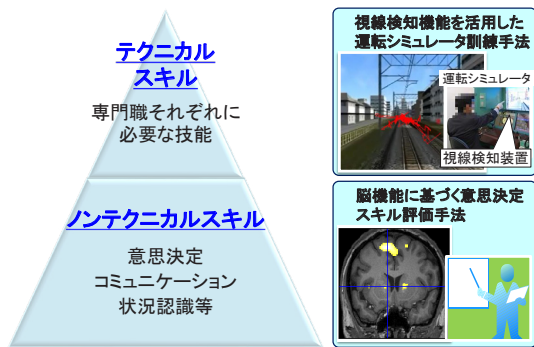 テクニカル
スキル
専門職それぞれに
必要な技能
ノンテクニカルスキル
意思決定
コミュニケーション
状況認識等
視線検知機能を活用した
運転シミュレータ訓練手法
運転シミュレータ
視線検知装置
脳機能に基づく意思決定
スキル評価手法